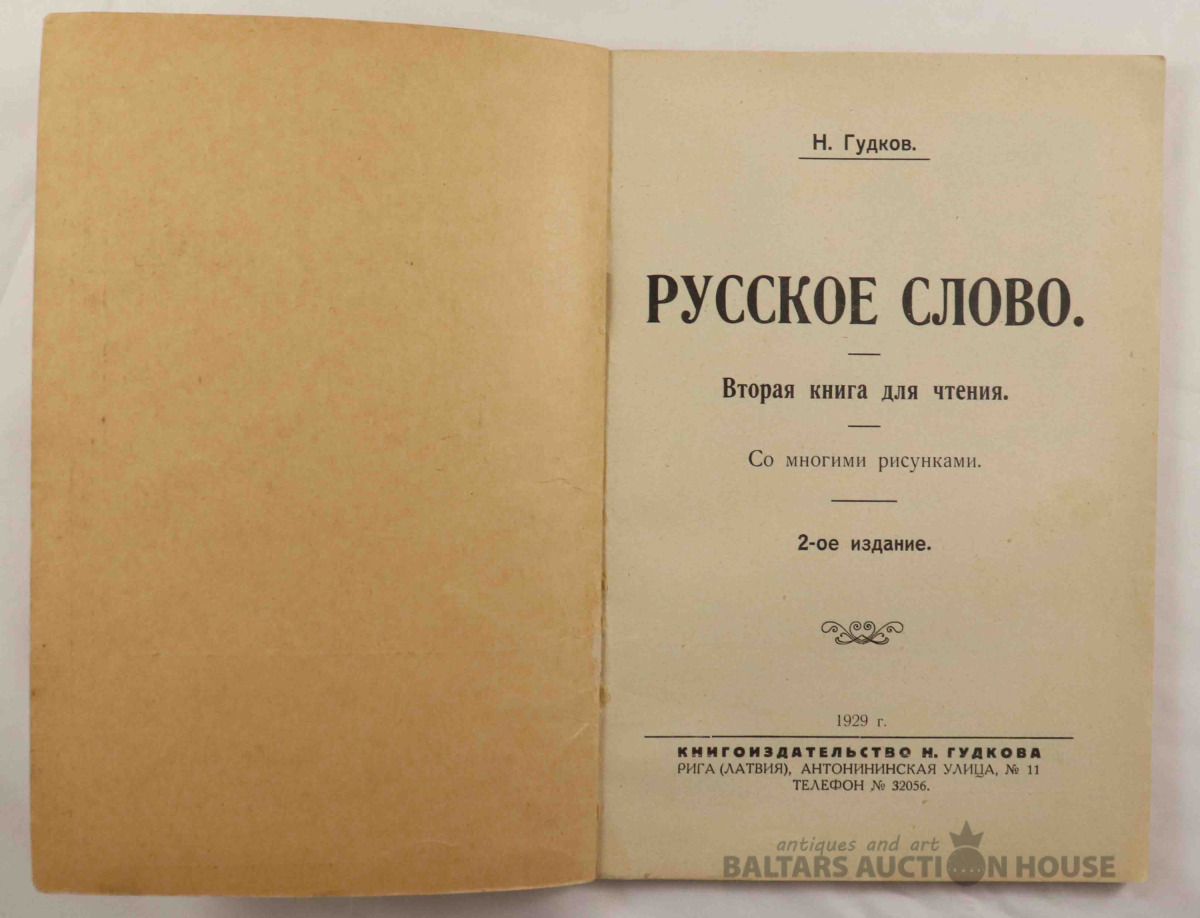 Н. Гудков.
РУССКОЕ СЛОВО.
Вторая книга для чтения.
Со многими рисунками.
2-ое издание.
1929 г.
КНИГОИЗДАТЕЛЬСТВО Н. ГУДКОВА
РИГА (ЛАТВИЯ), АНТОНИНИНСКАЯ УЛИЦА, № 11
ТЕЛЕФОН № 32056.
antiques and art
BALTARS AUCTION HOUSE